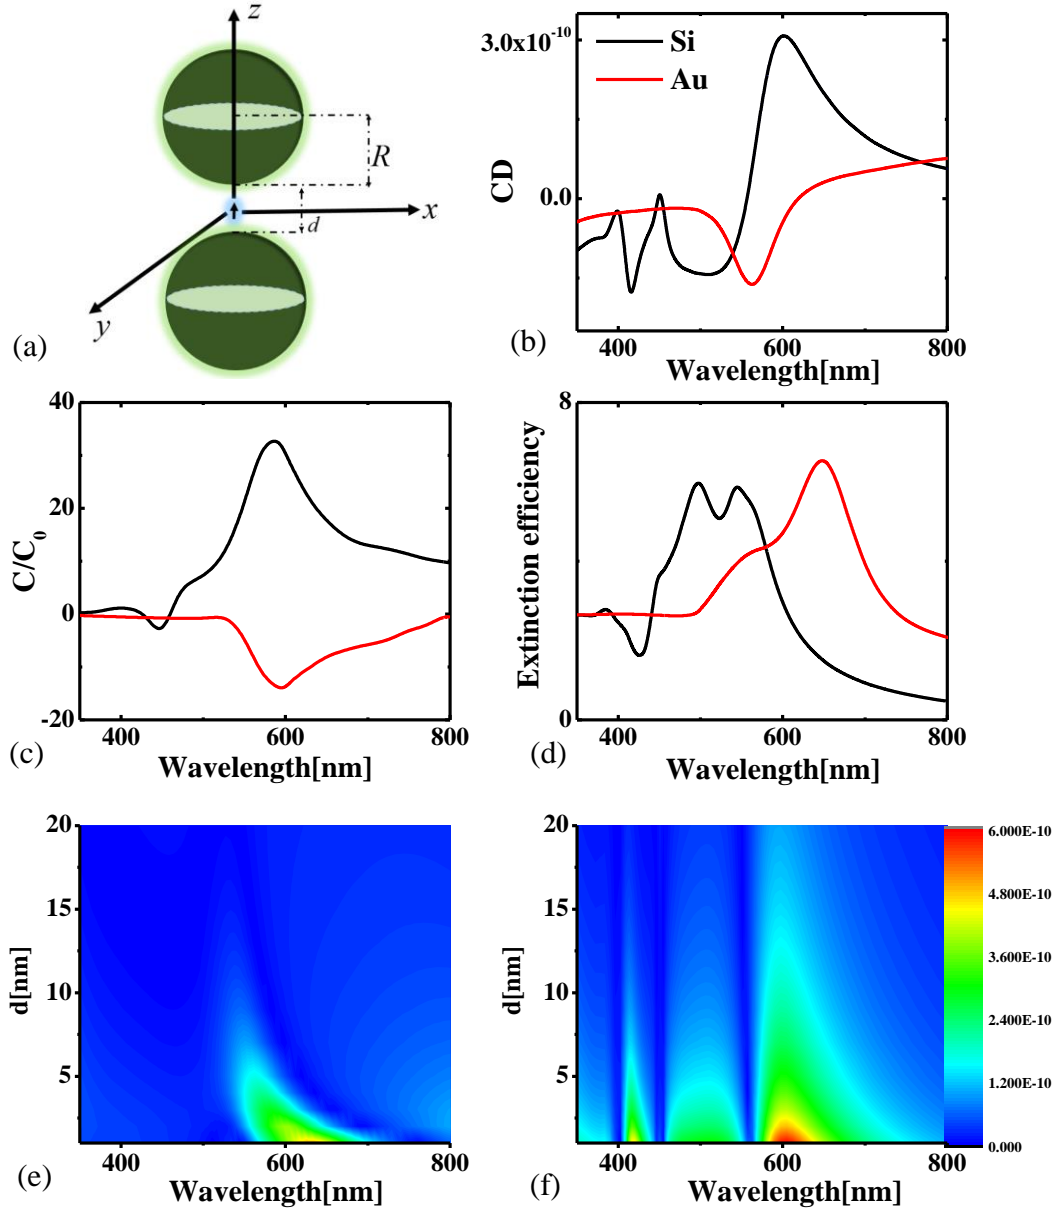 z
R
x
d
y
(a)
3.0x10⁻¹⁰
Si
Au
CD
0.0
(b)
400 600 800
Wavelength[nm]
40
20
C/C₀
0
-20
400 600 800
(c)
Wavelength[nm]
8
Extinction efficiency
0
400 600 800
(d)
Wavelength[nm]
20
15
d[nm]
10
5
400 600 800
(e)
Wavelength[nm]
20
15
d[nm]
10
5
400 600 800
(f)
Wavelength[nm]
6.000E-10
4.800E-10
3.600E-10
2.400E-10
1.200E-10
0.000